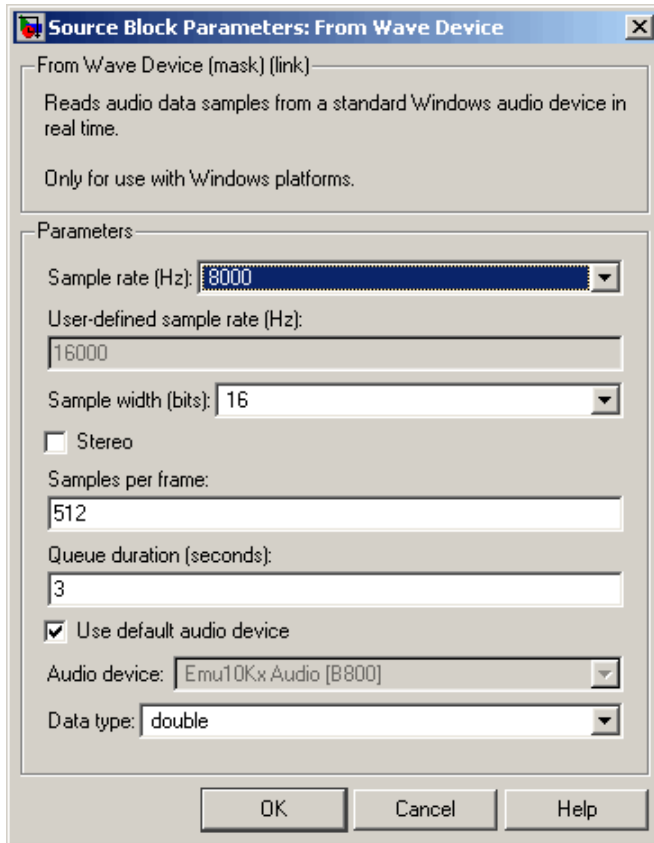 Source Block Parameters: From Wave Device
From Wave Device (mask) (link)
Reads audio data samples from a standard Windows audio device in
real time.
Only for use with Windows platforms.
Parameters
Sample rate (Hz): 8000
User-defined sample rate (Hz):
16000
Sample width (bits): 16
Stereo
Samples per frame:
512
Queue duration (seconds):
3
Use default audio device
Audio device: Emu10Kx Audio [B800]
Data type: double
OK Cancel Help